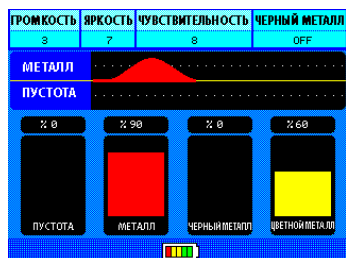 ГРОМКОСТЬ ЯРКОСТЬ ЧУВСТВИТЕЛЬНОСТЬ ЧЕРНЫЙ МЕТАЛЛ
3 7 8 OFF
МЕТАЛЛ
ПУСТОТА
% 0 % 90 % 0 % 60
ПУСТОТА МЕТАЛЛ ЧЕРНЫЙ МЕТАЛЛ ЦВЕТНОЙ МЕТАЛЛ